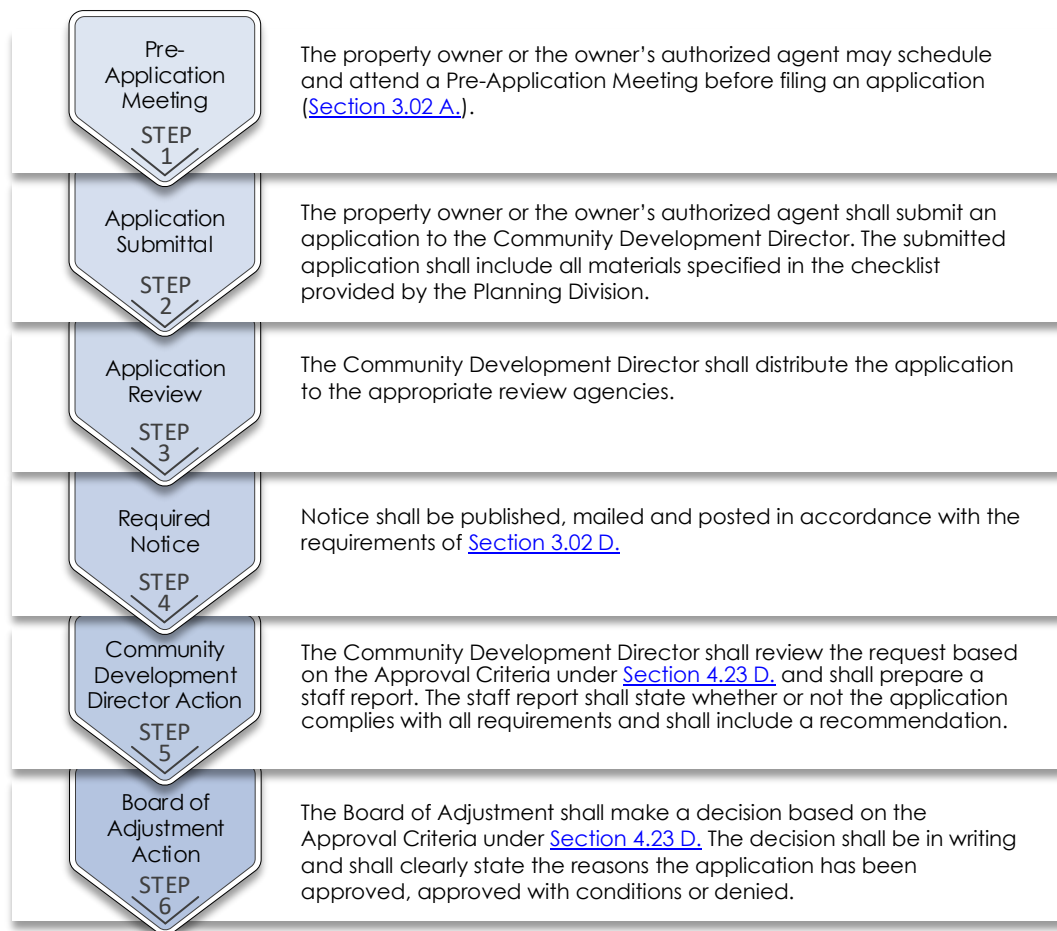 Pre-
Application
Meeting
STEP
1
The property owner or the owner’s authorized agent may schedule
and attend a Pre-Application Meeting before filing an application
(Section 3.02 A.).
Application
Submittal
STEP
2
The property owner or the owner’s authorized agent shall submit an
application to the Community Development Director. The submitted
application shall include all materials specified in the checklist
provided by the Planning Division.
Application
Review
STEP
3
The Community Development Director shall distribute the application
to the appropriate review agencies.
Required
Notice
STEP
4
Notice shall be published, mailed and posted in accordance with the
requirements of Section 3.02 D.
Community
Development
Director Action
STEP
5
The Community Development Director shall review the request based
on the Approval Criteria under Section 4.23 D. and shall prepare a
staff report. The staff report shall state whether or not the application
complies with all requirements and shall include a recommendation.
Board of
Adjustment
Action
STEP
6
The Board of Adjustment shall make a decision based on the
Approval Criteria under Section 4.23 D. The decision shall be in writing
and shall clearly state the reasons the application has been
approved, approved with conditions or denied.